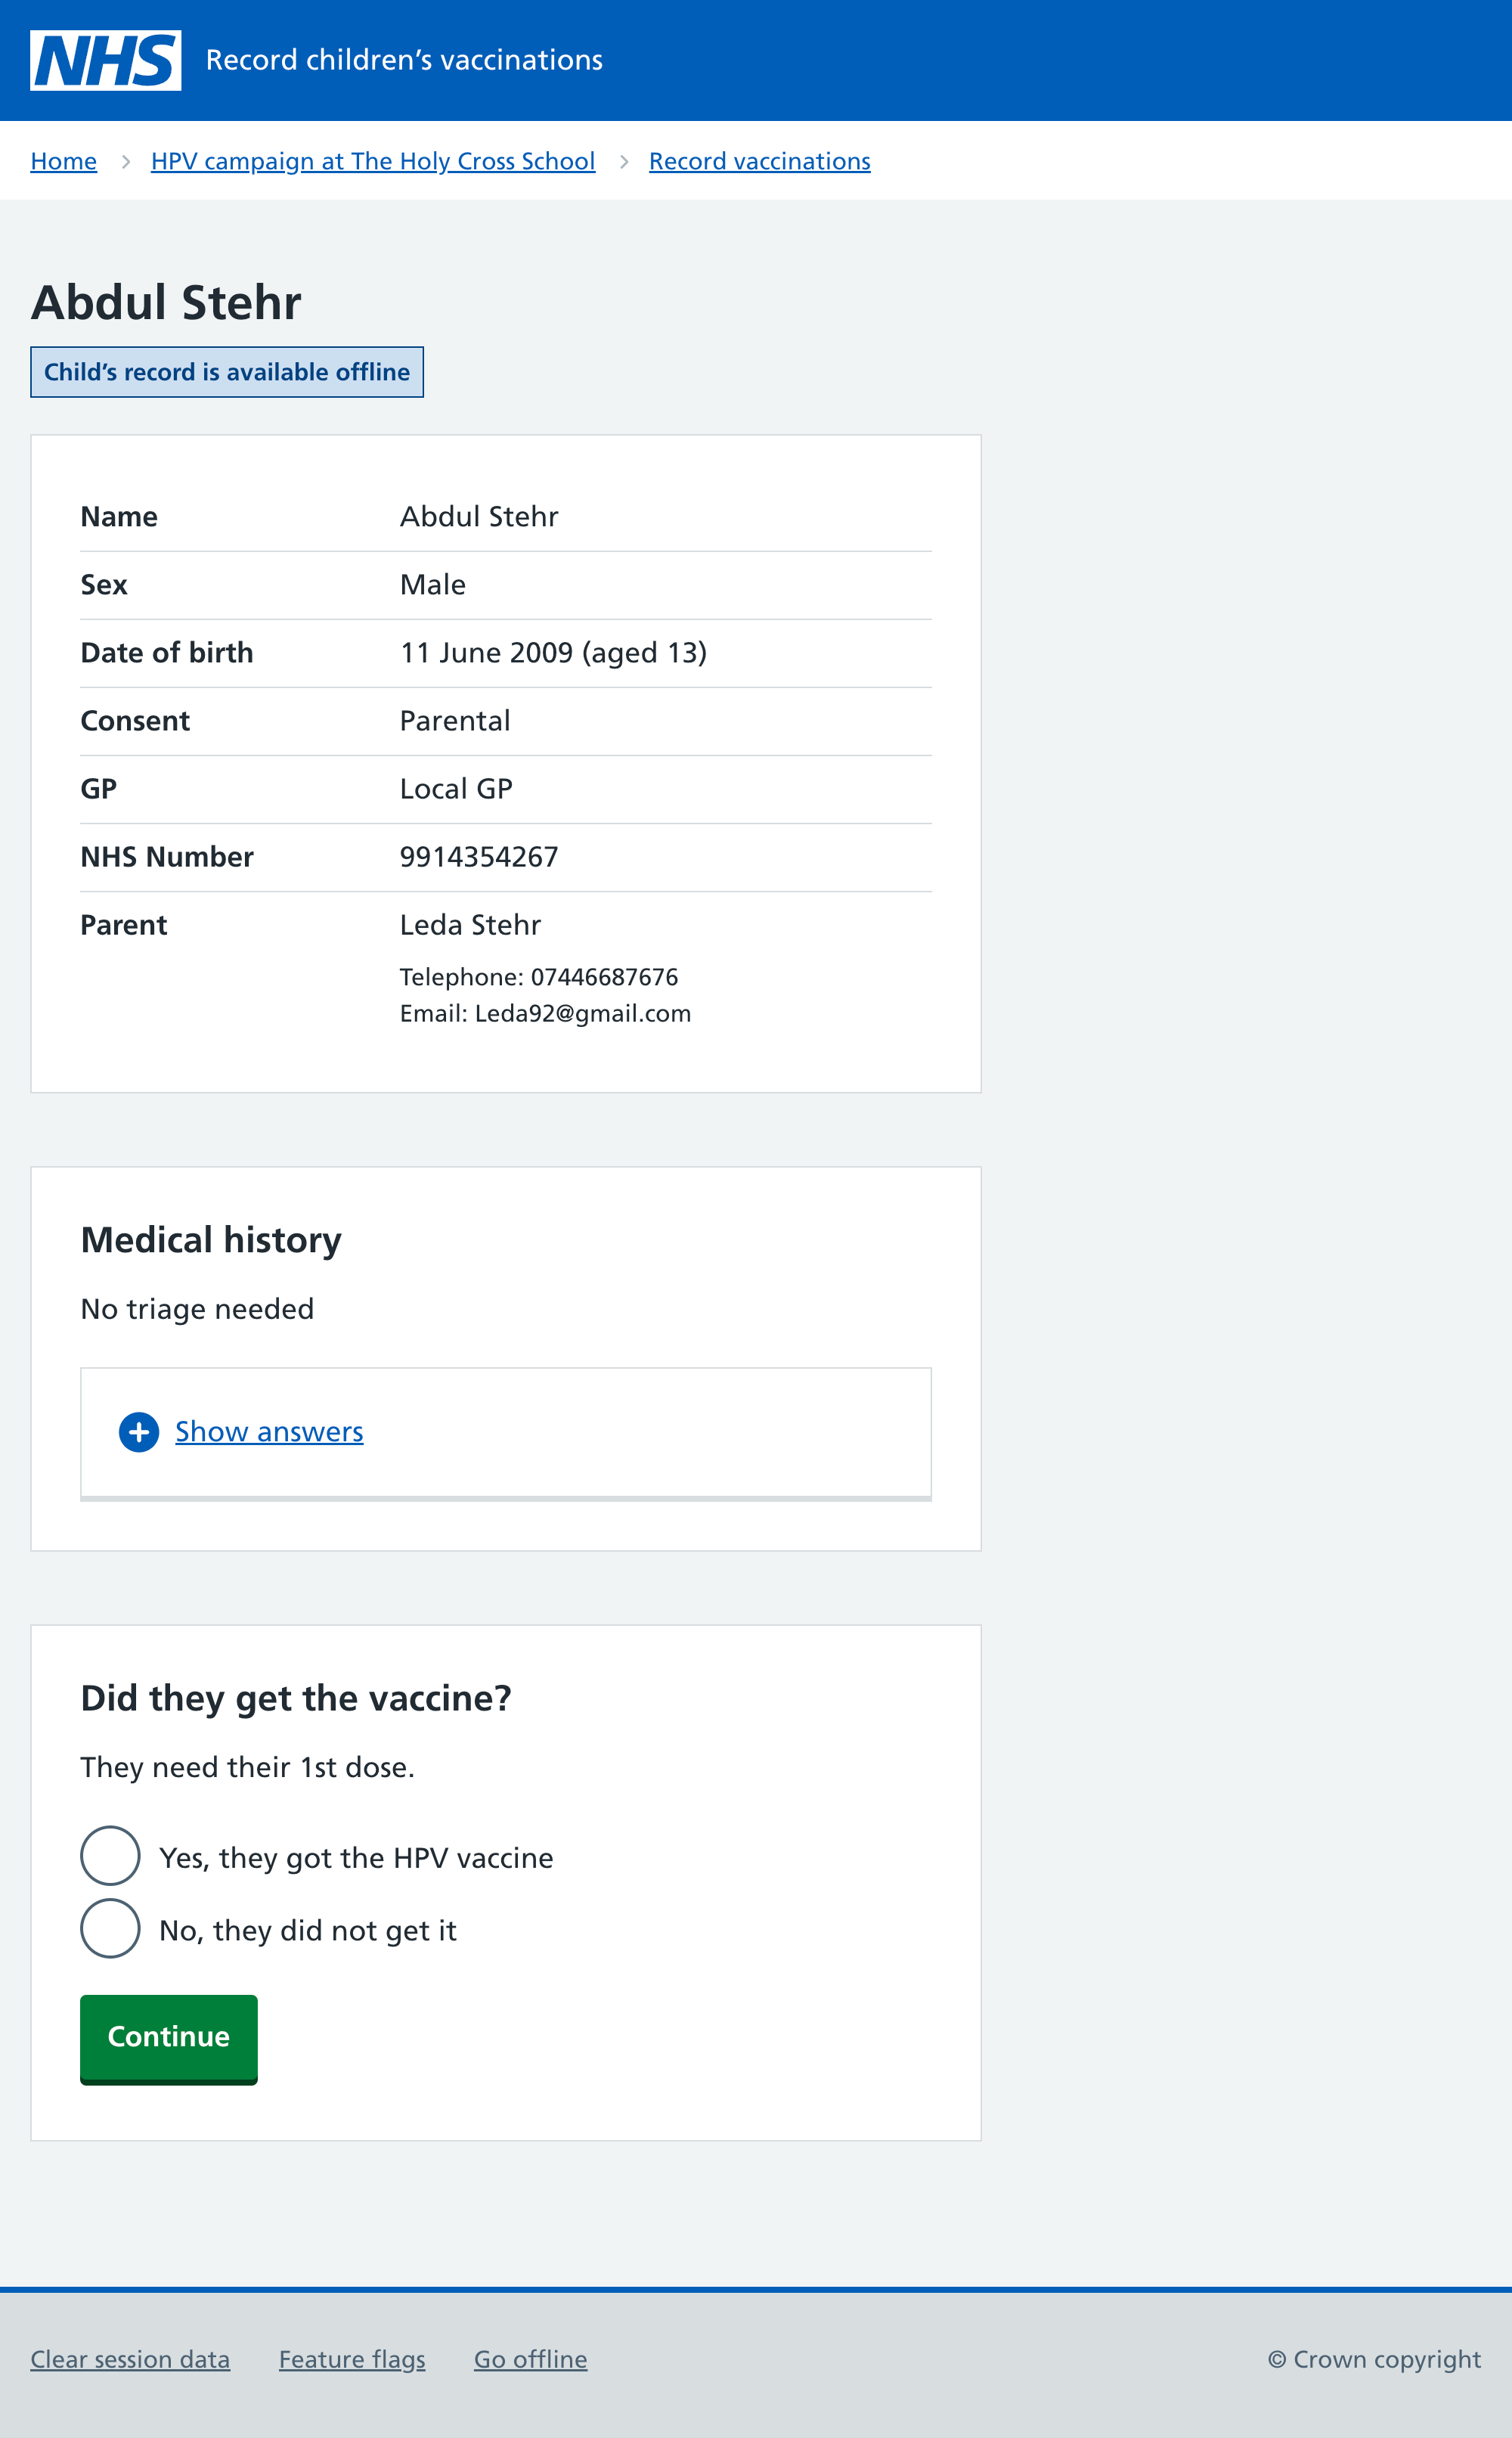 NHS Record children’s vaccinations
Home > HPV campaign at The Holy Cross School > Record vaccinations
Abdul Stehr
Child’s record is available offline
Name Abdul Stehr
Sex Male
Date of birth 11 June 2009 (aged 13)
Consent Parental
GP Local GP
NHS Number 9914354267
Parent Leda Stehr
Telephone: 07446687676
Email: Leda92@gmail.com
Medical history
No triage needed
Show answers
Did they get the vaccine?
They need their 1st dose.
Yes, they got the HPV vaccine
No, they did not get it
Continue
Clear session data Feature flags Go offline © Crown copyright